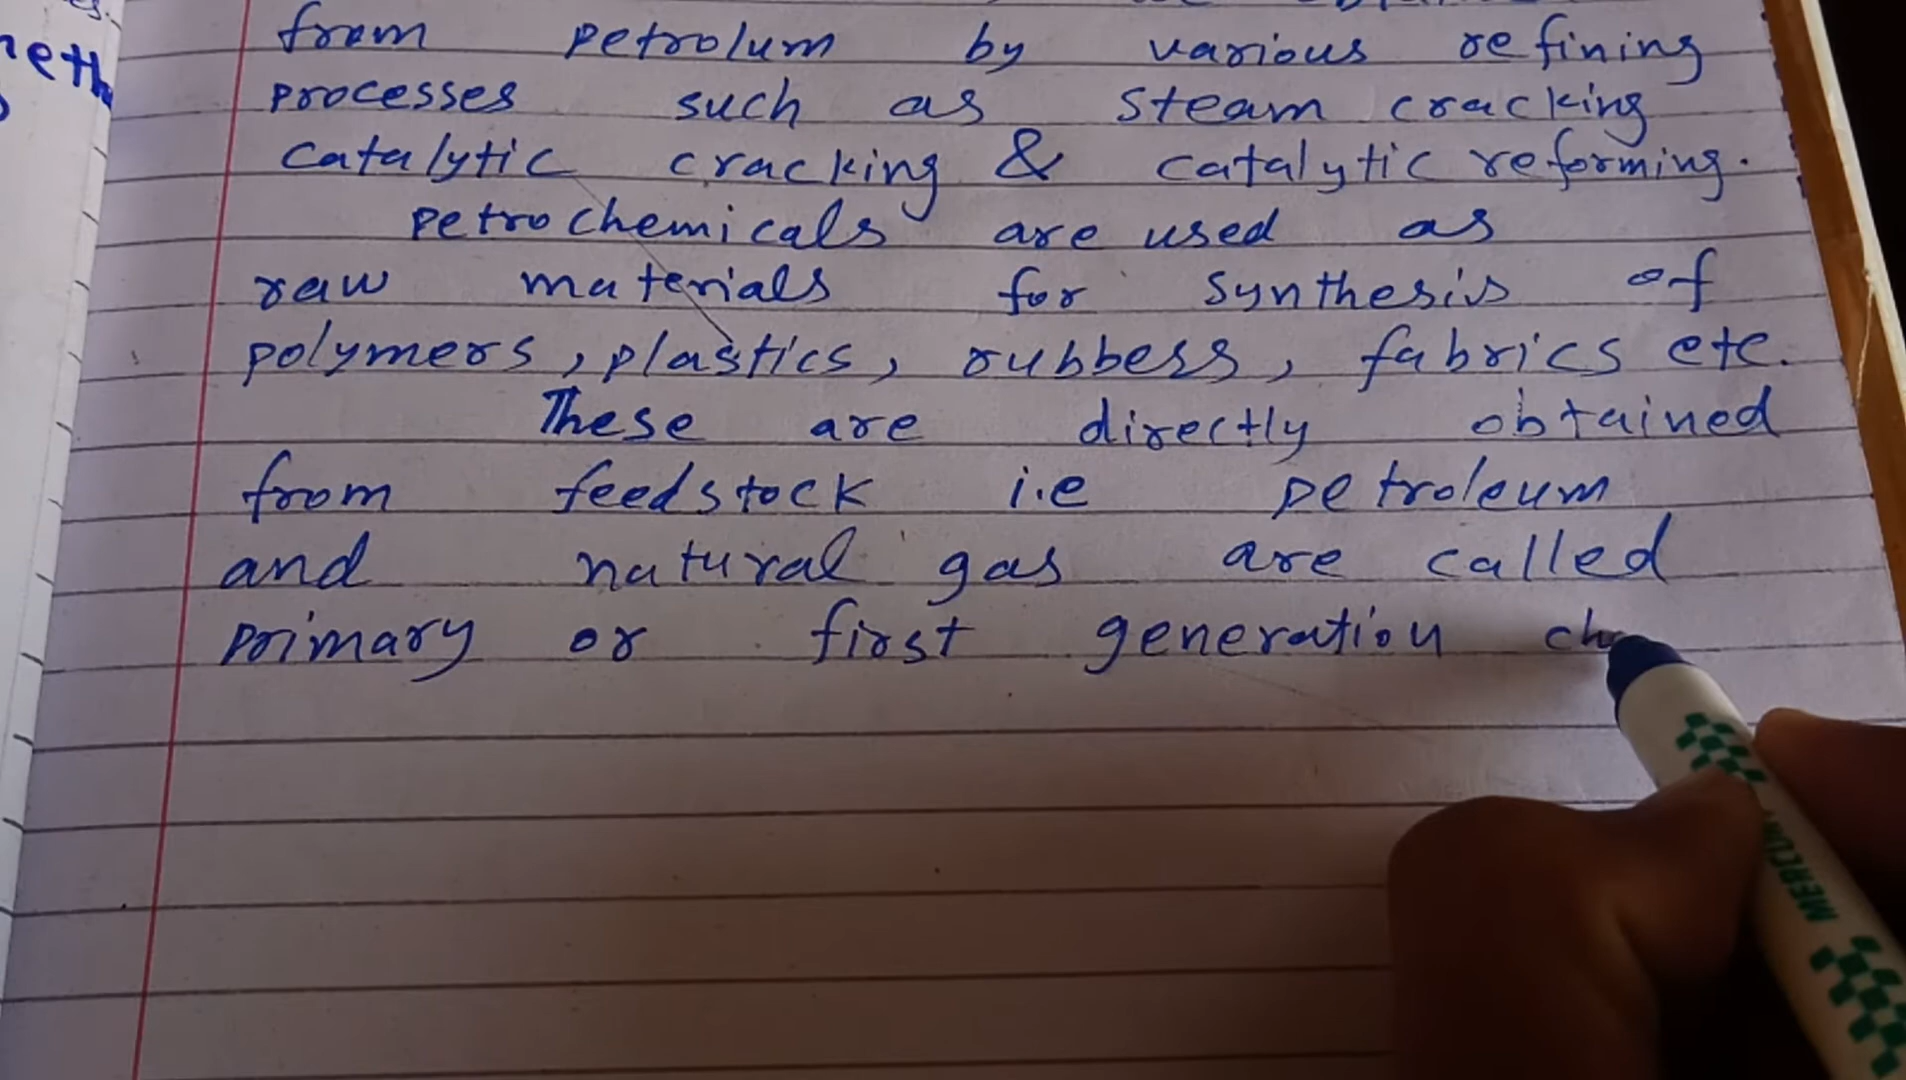 from petrolum by various refining
processes such as steam cracking
catalytic cracking & catalytic reforming.
petrochemicals are used as
raw materials for synthesis of
polymers, plastics, rubbers, fabrics etc.
These are directly obtained
from feedstock i.e petroleum
and natural gas are called
primary or first generation ch